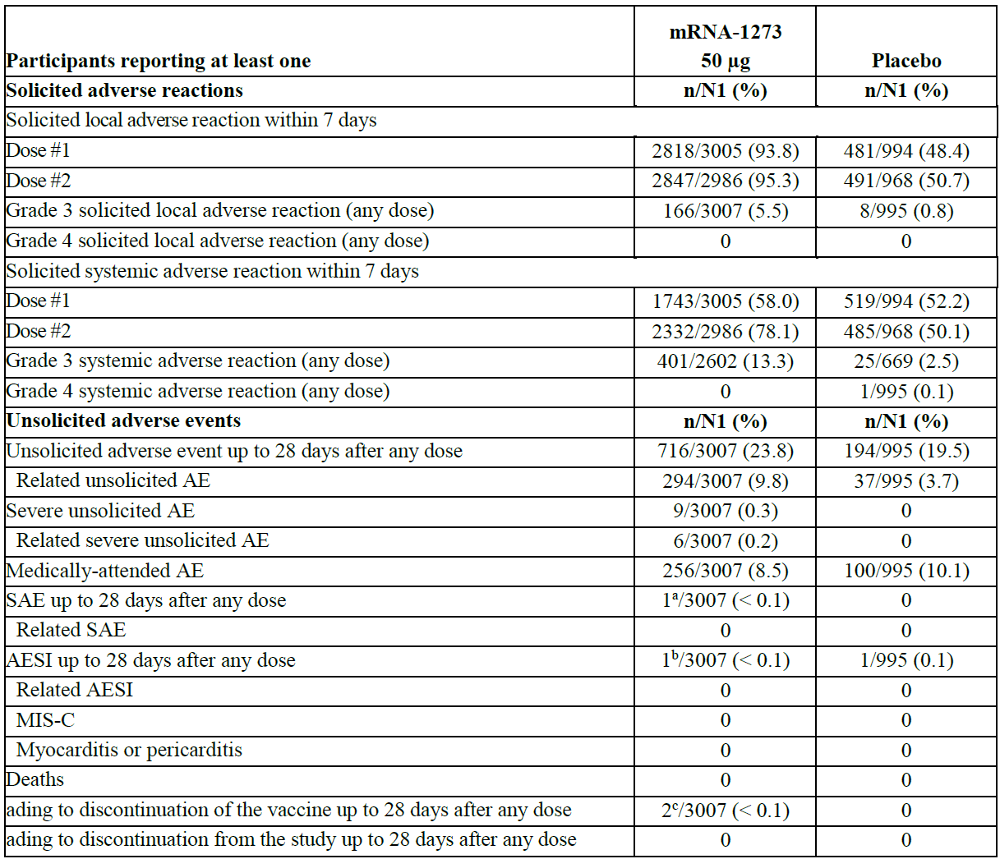 mRNA-1273
Participants reporting at least one 50 µg Placebo
Solicited adverse reactions n/N1 (%) n/N1 (%)
Solicited local adverse reaction within 7 days
Dose #1 2818/3005 (93.8) 481/994 (48.4)
Dose #2 2847/2986 (95.3) 491/968 (50.7)
Grade 3 solicited local adverse reaction (any dose) 166/3007 (5.5) 8/995 (0.8)
Grade 4 solicited local adverse reaction (any dose) 0 0
Solicited systemic adverse reaction within 7 days
Dose #1 1743/3005 (58.0) 519/994 (52.2)
Dose #2 2332/2986 (78.1) 485/968 (50.1)
Grade 3 systemic adverse reaction (any dose) 401/2602 (13.3) 25/669 (2.5)
Grade 4 systemic adverse reaction (any dose) 0 1/995 (0.1)
Unsolicited adverse events n/N1 (%) n/N1 (%)
Unsolicited adverse event up to 28 days after any dose 716/3007 (23.8) 194/995 (19.5)
Related unsolicited AE 294/3007 (9.8) 37/995 (3.7)
Severe unsolicited AE 9/3007 (0.3) 0
Related severe unsolicited AE 6/3007 (0.2) 0
Medically-attended AE 256/3007 (8.5) 100/995 (10.1)
SAE up to 28 days after any dose 1ᵃ/3007 (< 0.1) 0
Related SAE 0 0
AESI up to 28 days after any dose 1ᵇ/3007 (< 0.1) 1/995 (0.1)
Related AESI 0 0
MIS-C 0 0
Myocarditis or pericarditis 0 0
Deaths 0 0
ading to discontinuation of the vaccine up to 28 days after any dose 2ᶜ/3007 (< 0.1) 0
ading to discontinuation from the study up to 28 days after any dose 0 0